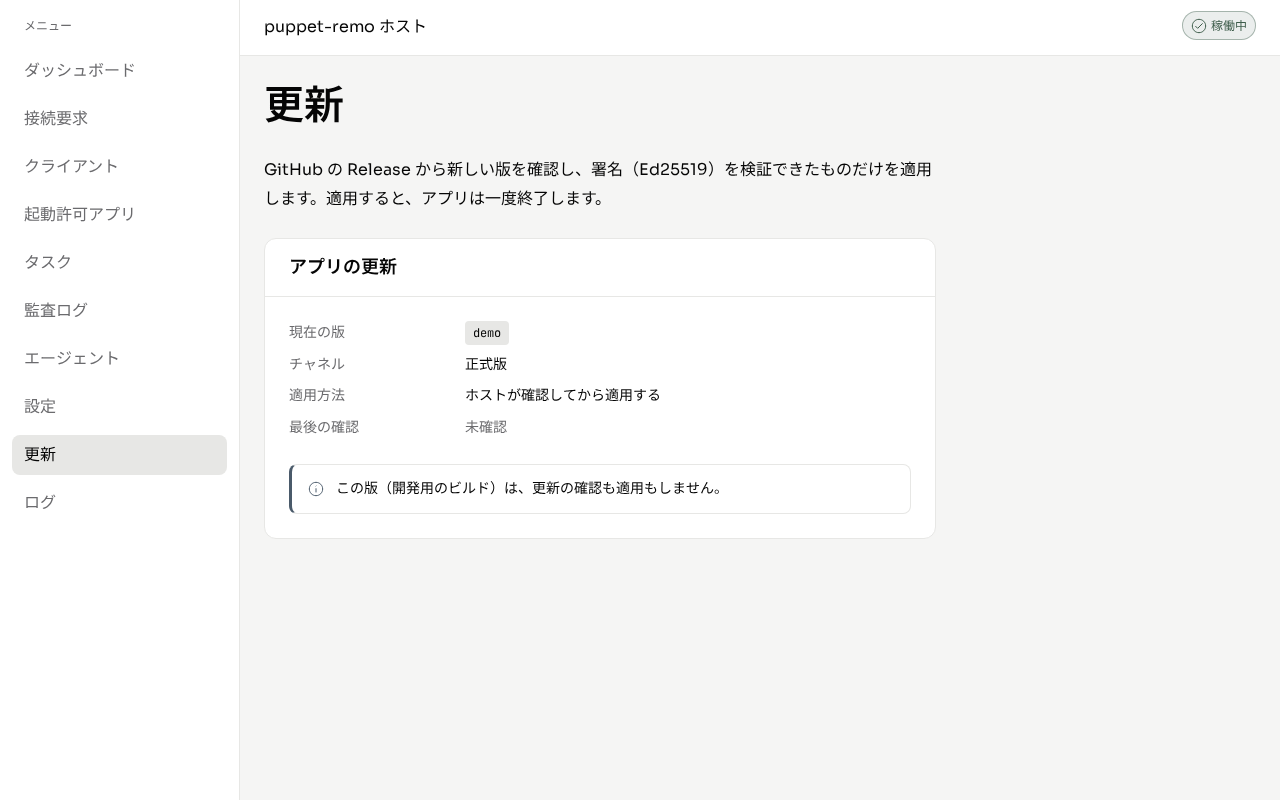 メニュー
ダッシュボード
接続要求
クライアント
起動許可アプリ
タスク
監査ログ
エージェント
設定
更新
ログ
puppet-remo ホスト
稼働中
更新
GitHub の Release から新しい版を確認し、署名（Ed25519）を検証できたものだけを適用
します。適用すると、アプリは一度終了します。
アプリの更新
現在の版 demo
チャネル 正式版
適用方法 ホストが確認してから適用する
最後の確認 未確認
この版（開発用のビルド）は、更新の確認も適用もしません。